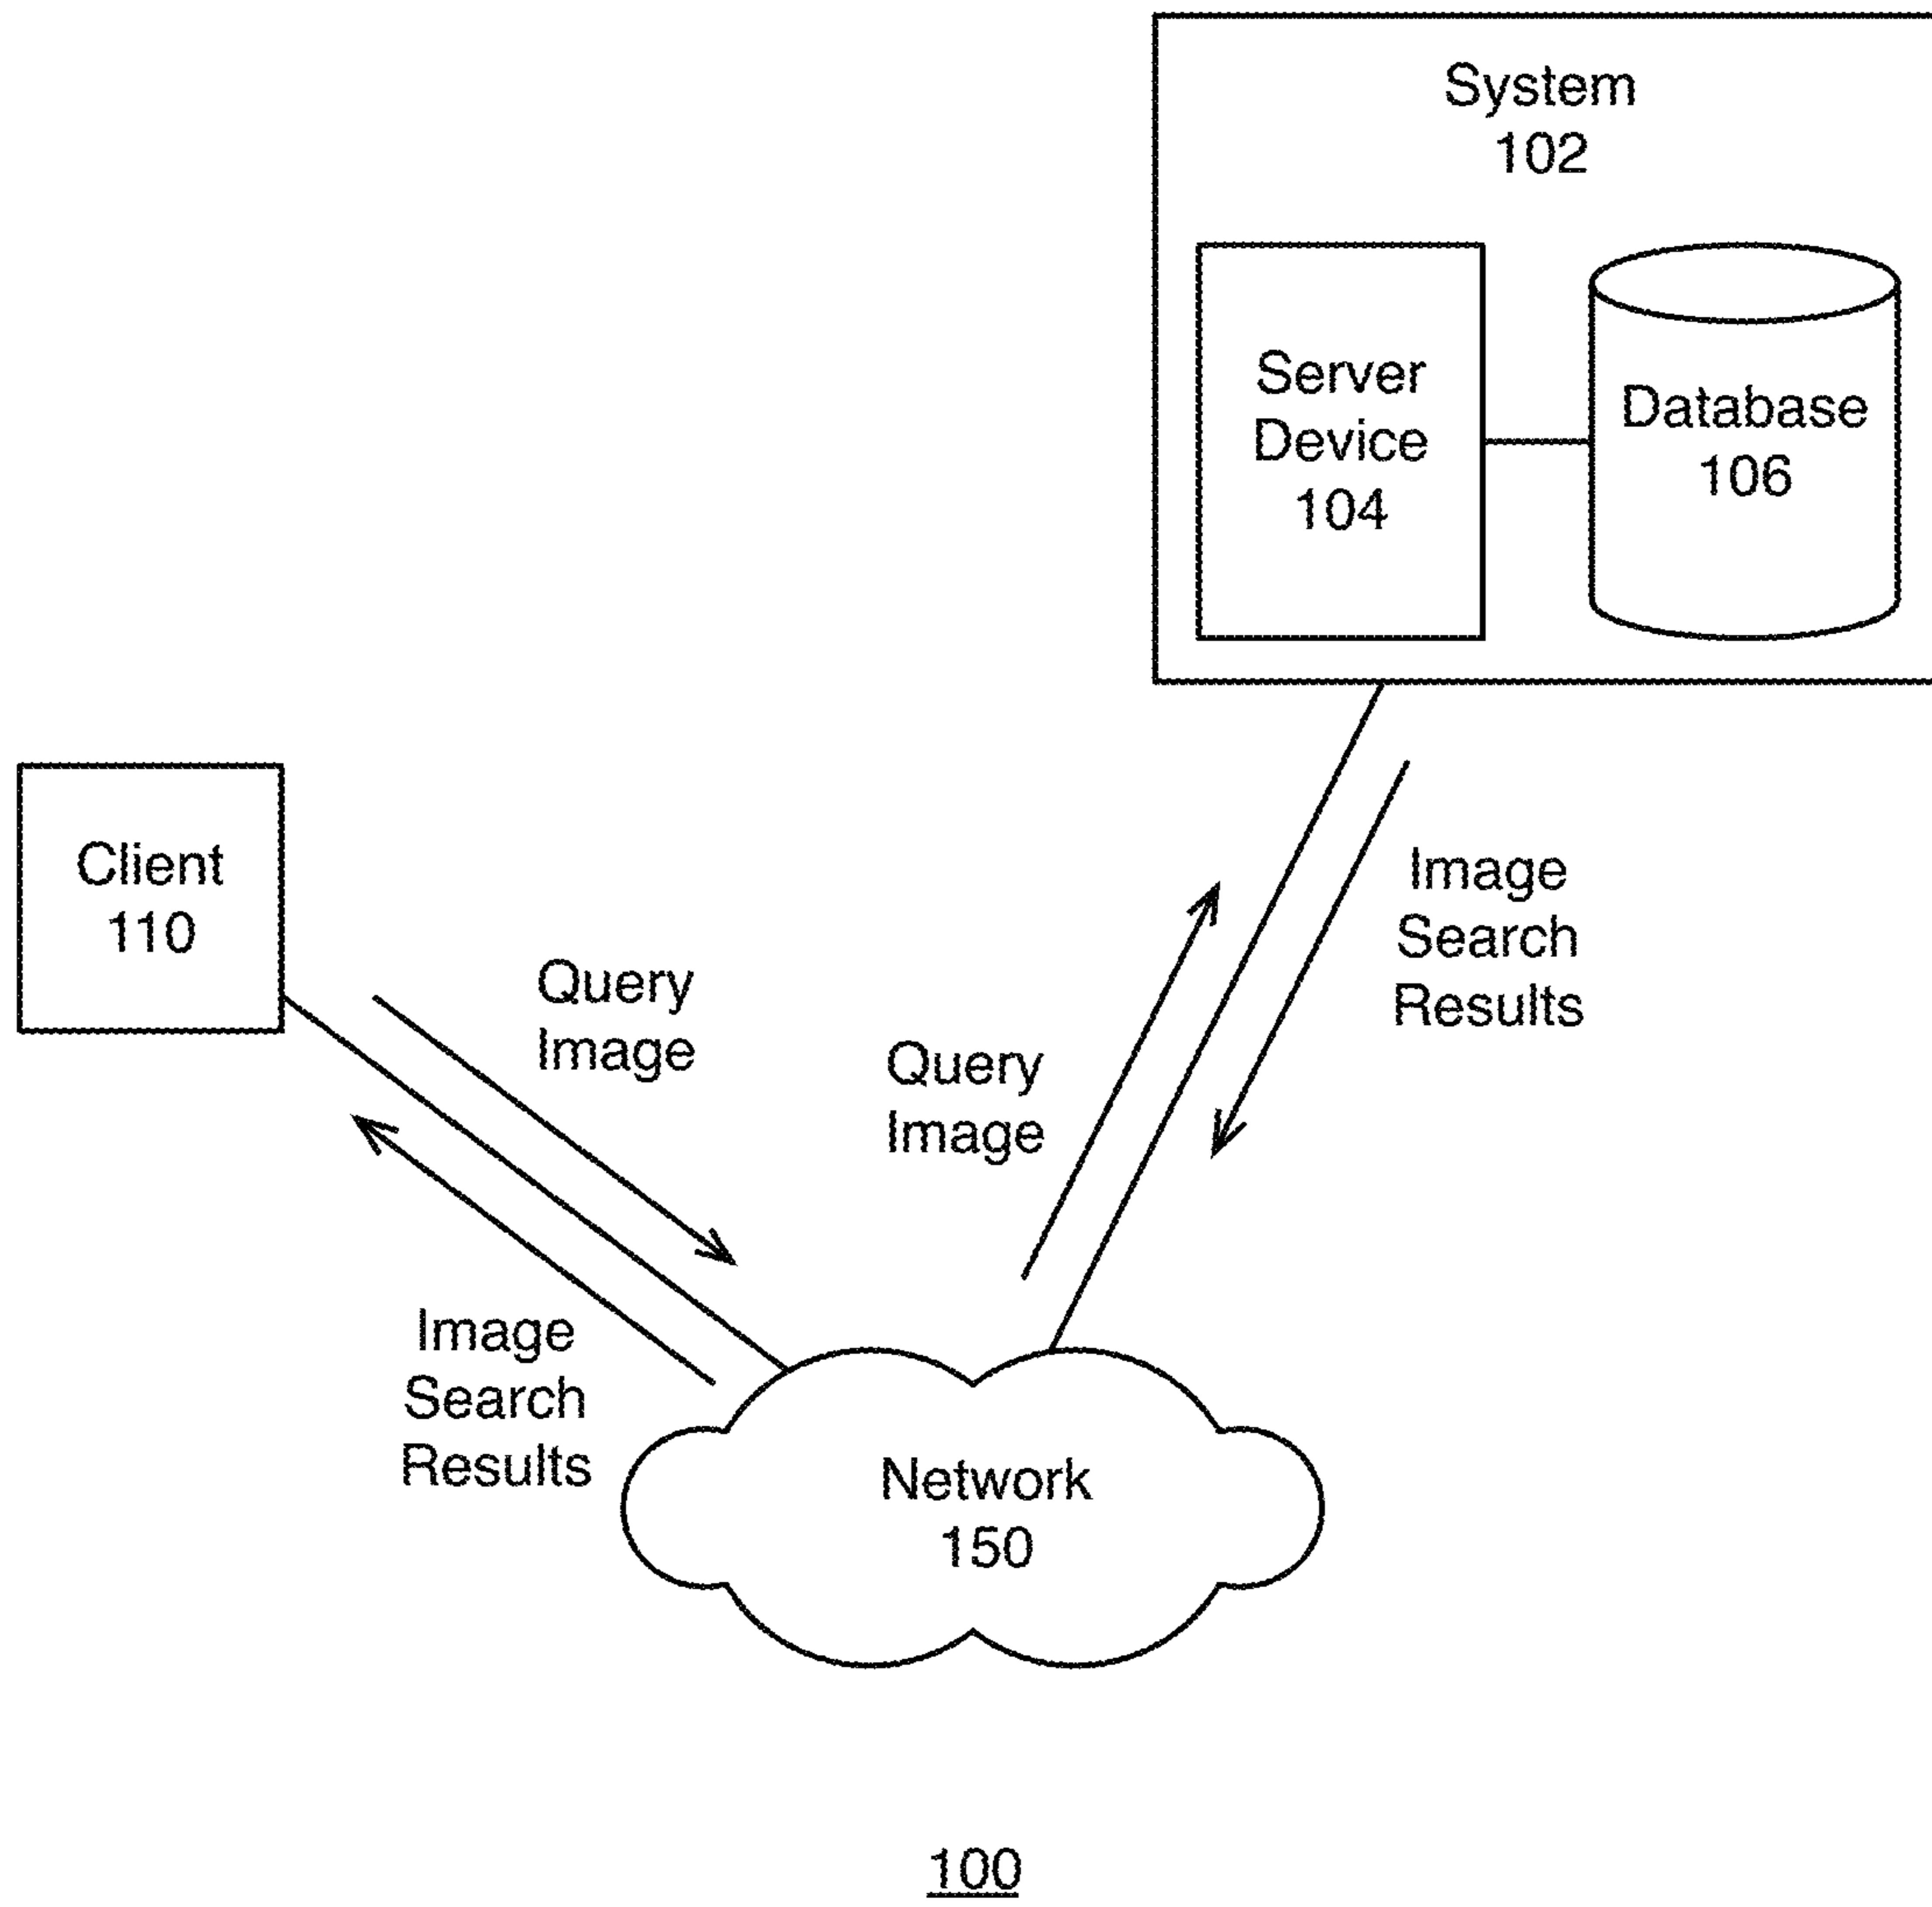 System
102
Server
Device
104
Database
106
Client
110
Query
Image
Image
Search
Results
Query
Image
Image
Search
Results
Network
150
100